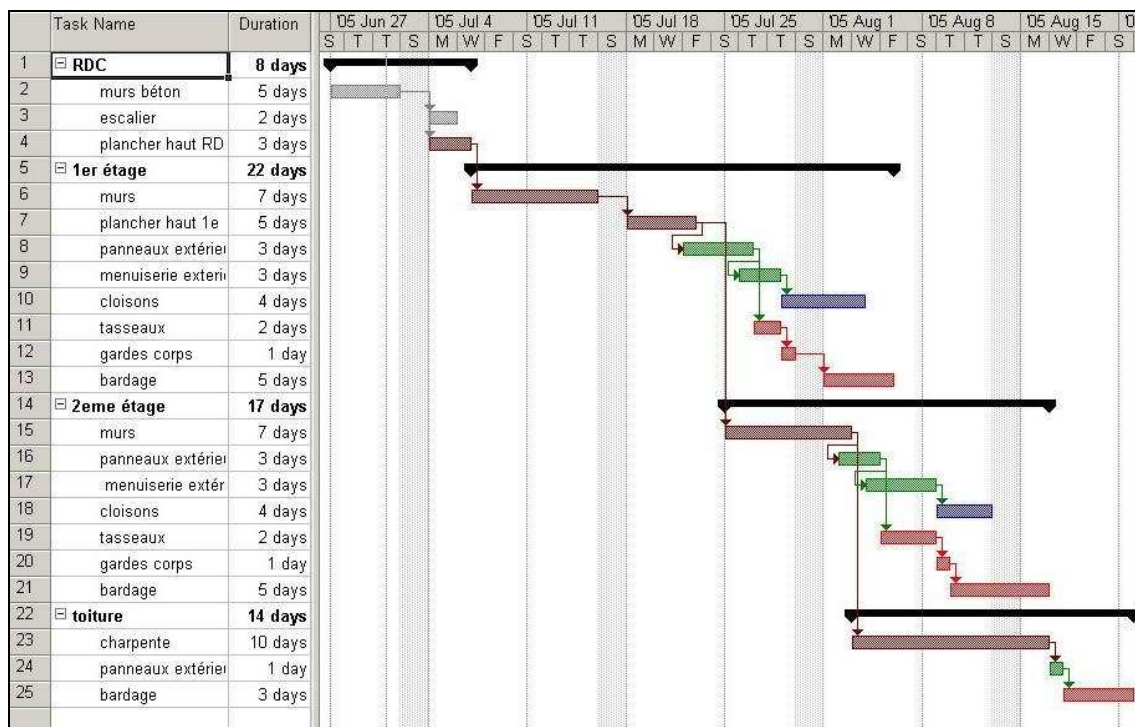 Task Name Duration '05 Jun 27 '05 Jul 4 '05 Jul 11 '05 Jul 18 '05 Jul 25 '05 Aug 1 '05 Aug 8 '05 Aug 15
S T T S M W F S T T S M W F S T T S M W F S T T S M W F S
1 RDC 8 days
2 murs béton 5 days
3 escalier 2 days
4 plancher haut RD 3 days
5 1er étage 22 days
6 murs 7 days
7 plancher haut 1e 5 days
8 panneaux extérie 3 days
9 menuiserie exteri 3 days
10 cloisons 4 days
11 tasseaux 2 days
12 gardes corps 1 day
13 bardage 5 days
14 2eme étage 17 days
15 murs 7 days
16 panneaux extérie 3 days
17 menuiserie extér 3 days
18 cloisons 4 days
19 tasseaux 2 days
20 gardes corps 1 day
21 bardage 5 days
22 toiture 14 days
23 charpente 10 days
24 panneaux extérie 1 day
25 bardage 3 days